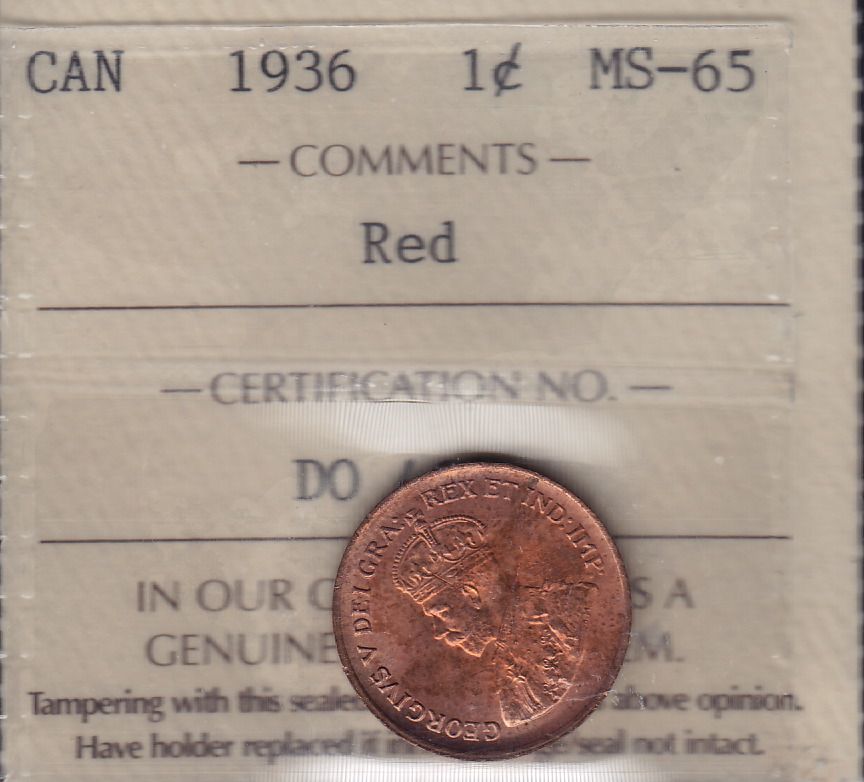 CAN 1936 1¢ MS-65
— COMMENTS —
Red
— CERTIFICATION NO. —
DO
IN OUR A
GENUINE
Tampering with this above opinion.
Have holder replaced if seal not intact.
GEORGIVS V DEI GRA: REX ET IND: IMP: